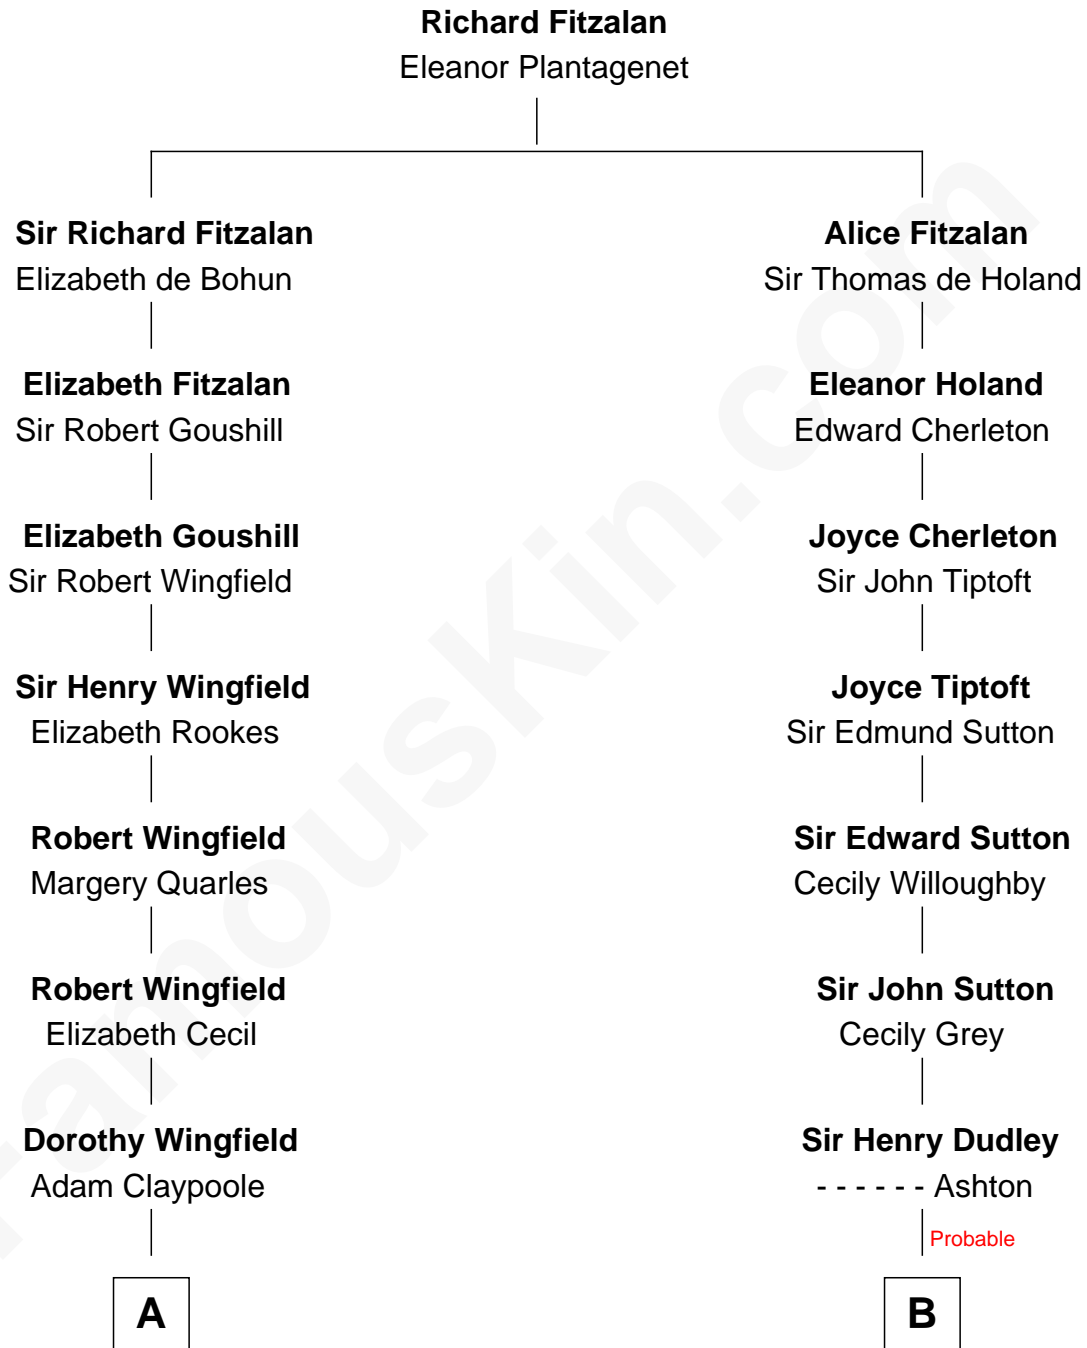 Richard Fitzalan
Eleanor Plantagenet
Sir Richard Fitzalan
Elizabeth de Bohun
Alice Fitzalan
Sir Thomas de Holand
Elizabeth Fitzalan
Sir Robert Goushill
Eleanor Holand
Edward Cherleton
Elizabeth Goushill
Sir Robert Wingfield
Joyce Cherleton
Sir John Tiptoft
Sir Henry Wingfield
Elizabeth Rookes
Joyce Tiptoft
Sir Edmund Sutton
Robert Wingfield
Margery Quarles
Sir Edward Sutton
Cecily Willoughby
Robert Wingfield
Elizabeth Cecil
Sir John Sutton
Cecily Grey
Dorothy Wingfield
Adam Claypoole
Sir Henry Dudley
- - - - - - Ashton
Probable
A
B
FamousKin.com